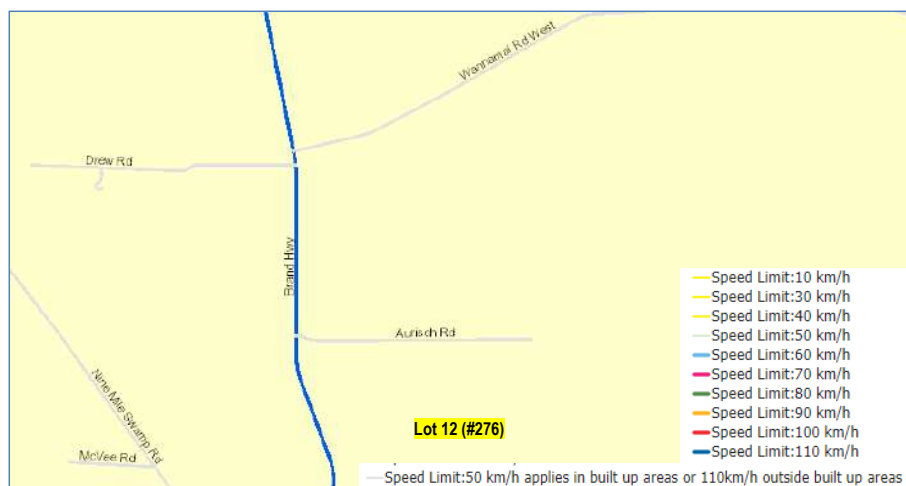 Wannamal Rd West
Drew Rd
Brand Hwy
Aurisch Rd
Nine Mile Swamp Rd
McVee Rd
Lot 12 (#276)
Speed Limit:10 km/h
Speed Limit:30 km/h
Speed Limit:40 km/h
Speed Limit:50 km/h
Speed Limit:60 km/h
Speed Limit:70 km/h
Speed Limit:80 km/h
Speed Limit:90 km/h
Speed Limit:100 km/h
Speed Limit:110 km/h
Speed Limit:50 km/h applies in built up areas or 110km/h outside built up areas